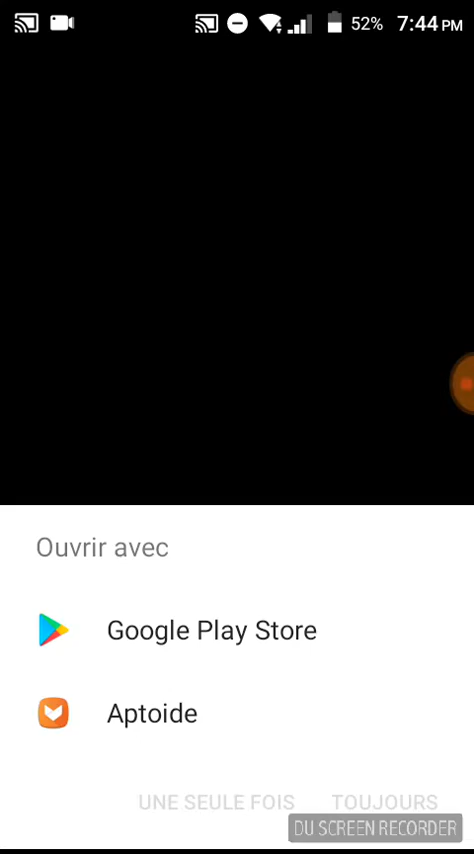 52% 7:44 PM
Ouvrir avec
Google Play Store
Aptoide
UNE SEULE FOIS TOUJOURS
DU SCREEN RECORDER